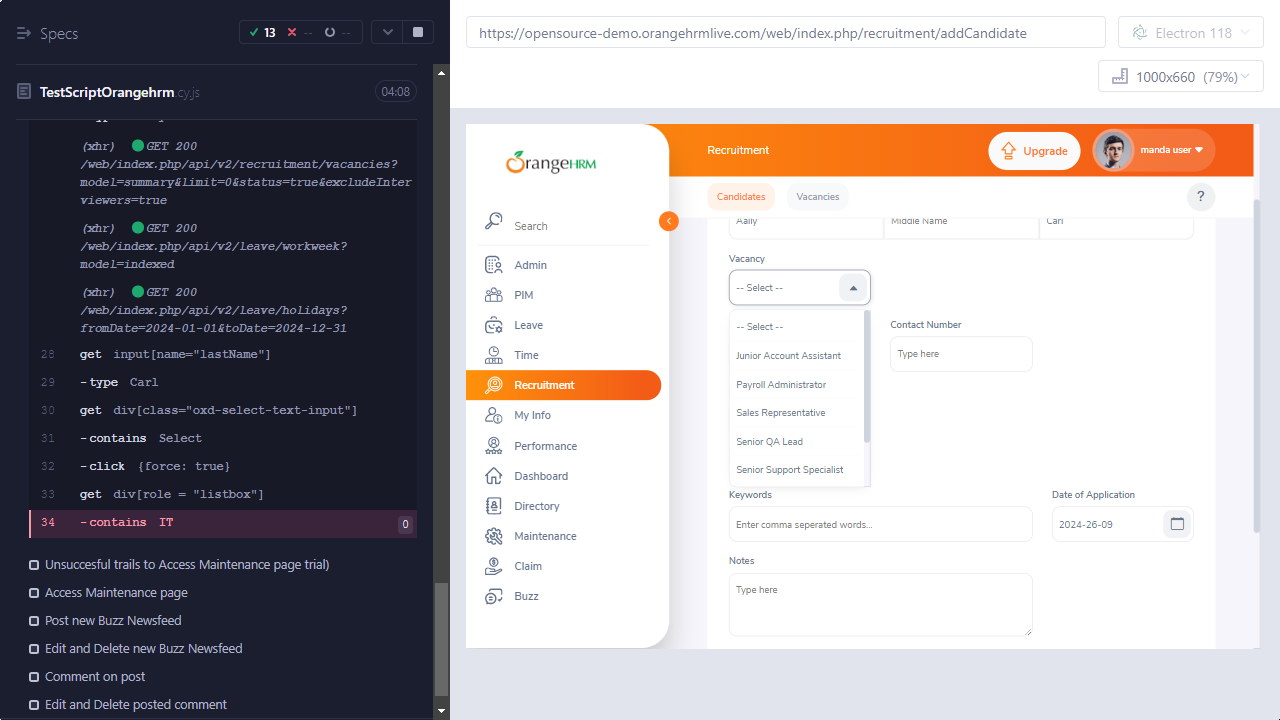 Specs
13
--
--
TestScriptOrangehrm.cy.js
04:08
(xhr) GET 200
/web/index.php/api/v2/recruitment/vacancies?
model=summary&limit=0&status=true&excludeInter
viewers=true
(xhr) GET 200
/web/index.php/api/v2/leave/workweek?
model=indexed
(xhr) GET 200
/web/index.php/api/v2/leave/holidays?
fromDate=2024-01-01&toDate=2024-12-31
28 get input[name="lastName"]
29 -type Carl
30 get div[class="oxd-select-text-input"]
31 -contains Select
32 -click {force: true}
33 get div[role = "listbox"]
34 -contains IT 0
Unsuccesful trails to Access Maintenance page trial)
Access Maintenance page
Post new Buzz Newsfeed
Edit and Delete new Buzz Newsfeed
Comment on post
Edit and Delete posted comment
https://opensource-demo.orangehrmlive.com/web/index.php/recruitment/addCandidate
Electron 118
1000x660 (79%)
OrangeHRM
Search
Admin
PIM
Leave
Time
Recruitment
My Info
Performance
Dashboard
Directory
Maintenance
Claim
Buzz
Recruitment
Upgrade
manda user
Candidates
Vacancies
?
Aally
Middle Name
Carl
Vacancy
-- Select --
-- Select --
Junior Account Assistant
Payroll Administrator
Sales Representative
Senior QA Lead
Senior Support Specialist
Contact Number
Type here
Keywords
Enter comma seperated words...
Date of Application
2024-26-09
Notes
Type here